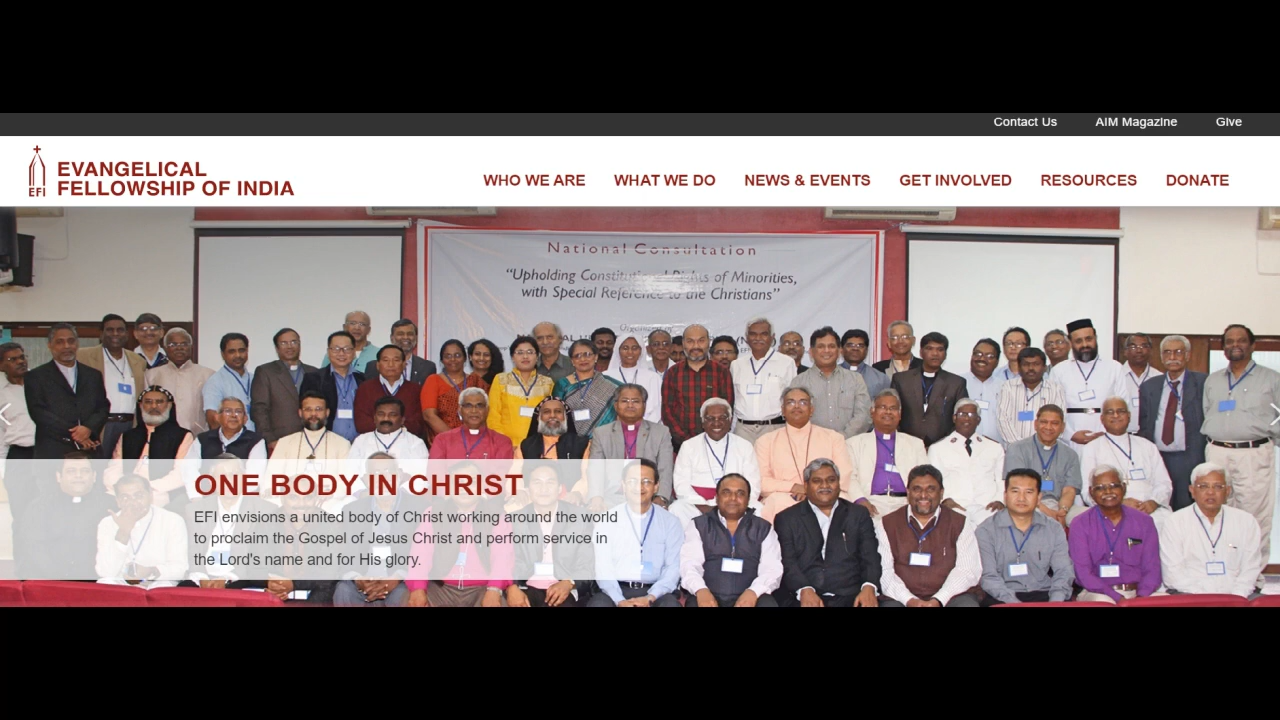 Contact Us AIM Magazine Give
EVANGELICAL
FELLOWSHIP OF INDIA
EFI
WHO WE ARE WHAT WE DO NEWS & EVENTS GET INVOLVED RESOURCES DONATE
National Consultation
“Upholding Constitutional Rights of Minorities,
with Special Reference to the Christians”
ONE BODY IN CHRIST
EFI envisions a united body of Christ working around the world
to proclaim the Gospel of Jesus Christ and perform service in
the Lord's name and for His glory.